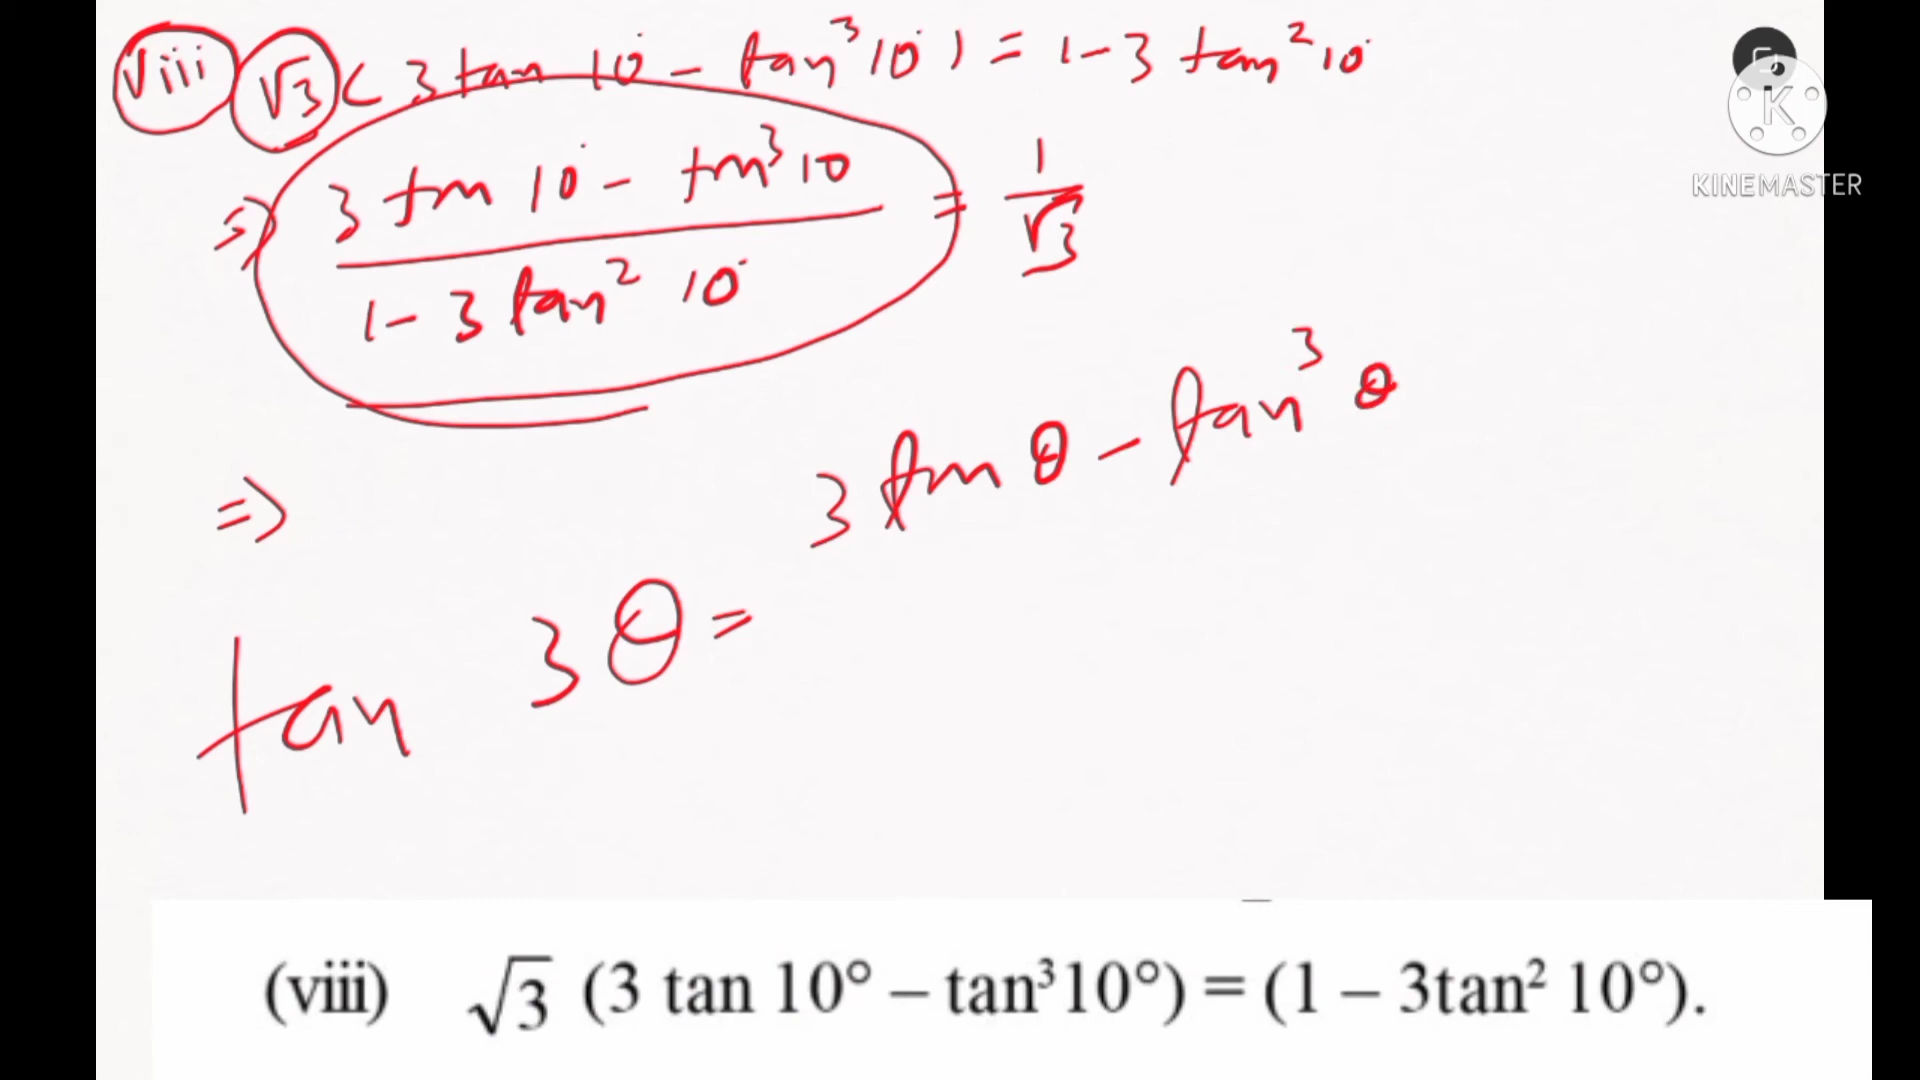 viii √3 ( 3 tan 10° - tan³ 10° ) = 1 - 3 tan² 10°
K
KINEMASTER
⇒ 3 tan 10° - tan³ 10 / 1 - 3 tan² 10° = 1/√3
⇒
tan 3θ = 3 tan θ - tan³ θ
(viii) √3 (3 tan 10° – tan³10°) = (1 – 3tan² 10°).